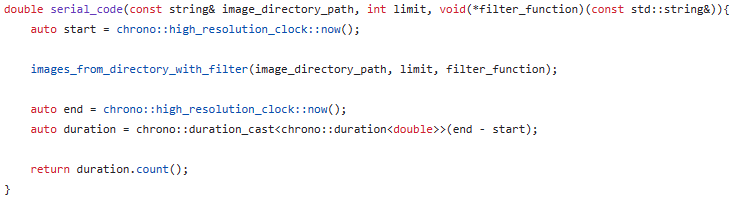 double serial_code(const string& image_directory_path, int limit, void(*filter_function)(const std::string&)){
    auto start = chrono::high_resolution_clock::now();
    images_from_directory_with_filter(image_directory_path, limit, filter_function);
    auto end = chrono::high_resolution_clock::now();
    auto duration = chrono::duration_cast<chrono::duration<double>>(end - start);
    return duration.count();
}